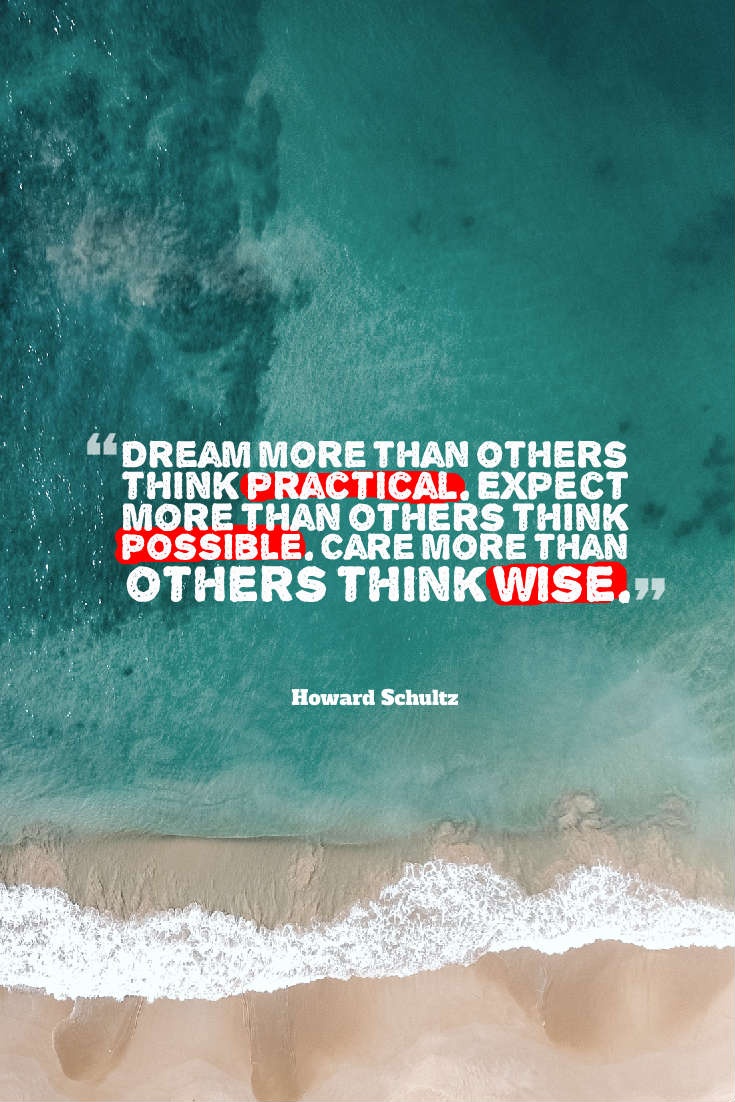 “DREAM MORE THAN OTHERS
THINK PRACTICAL. EXPECT
MORE THAN OTHERS THINK
POSSIBLE. CARE MORE THAN
OTHERS THINK WISE.”
Howard Schultz